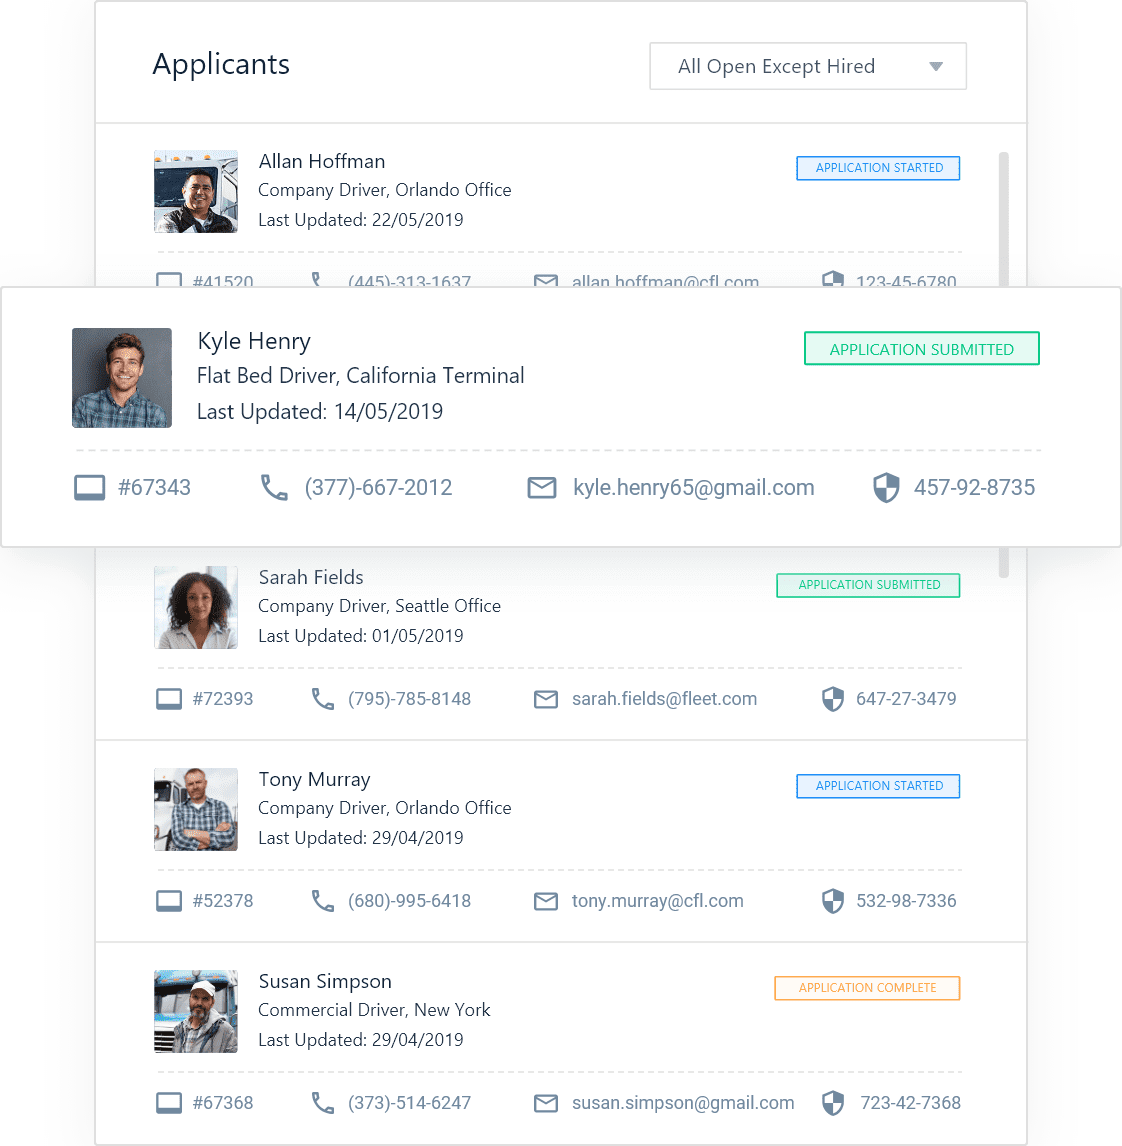 Applicants
All Open Except Hired
Allan Hoffman
APPLICATION STARTED
Company Driver, Orlando Office
Last Updated: 22/05/2019
#41520 (445)-313-1637 allan.hoffman@cfl.com 123-45-6780
Kyle Henry
APPLICATION SUBMITTED
Flat Bed Driver, California Terminal
Last Updated: 14/05/2019
#67343 (377)-667-2012 kyle.henry65@gmail.com 457-92-8735
Sarah Fields
APPLICATION SUBMITTED
Company Driver, Seattle Office
Last Updated: 01/05/2019
#72393 (795)-785-8148 sarah.fields@fleet.com 647-27-3479
Tony Murray
APPLICATION STARTED
Company Driver, Orlando Office
Last Updated: 29/04/2019
#52378 (680)-995-6418 tony.murray@cfl.com 532-98-7336
Susan Simpson
APPLICATION COMPLETE
Commercial Driver, New York
Last Updated: 29/04/2019
#67368 (373)-514-6247 susan.simpson@gmail.com 723-42-7368